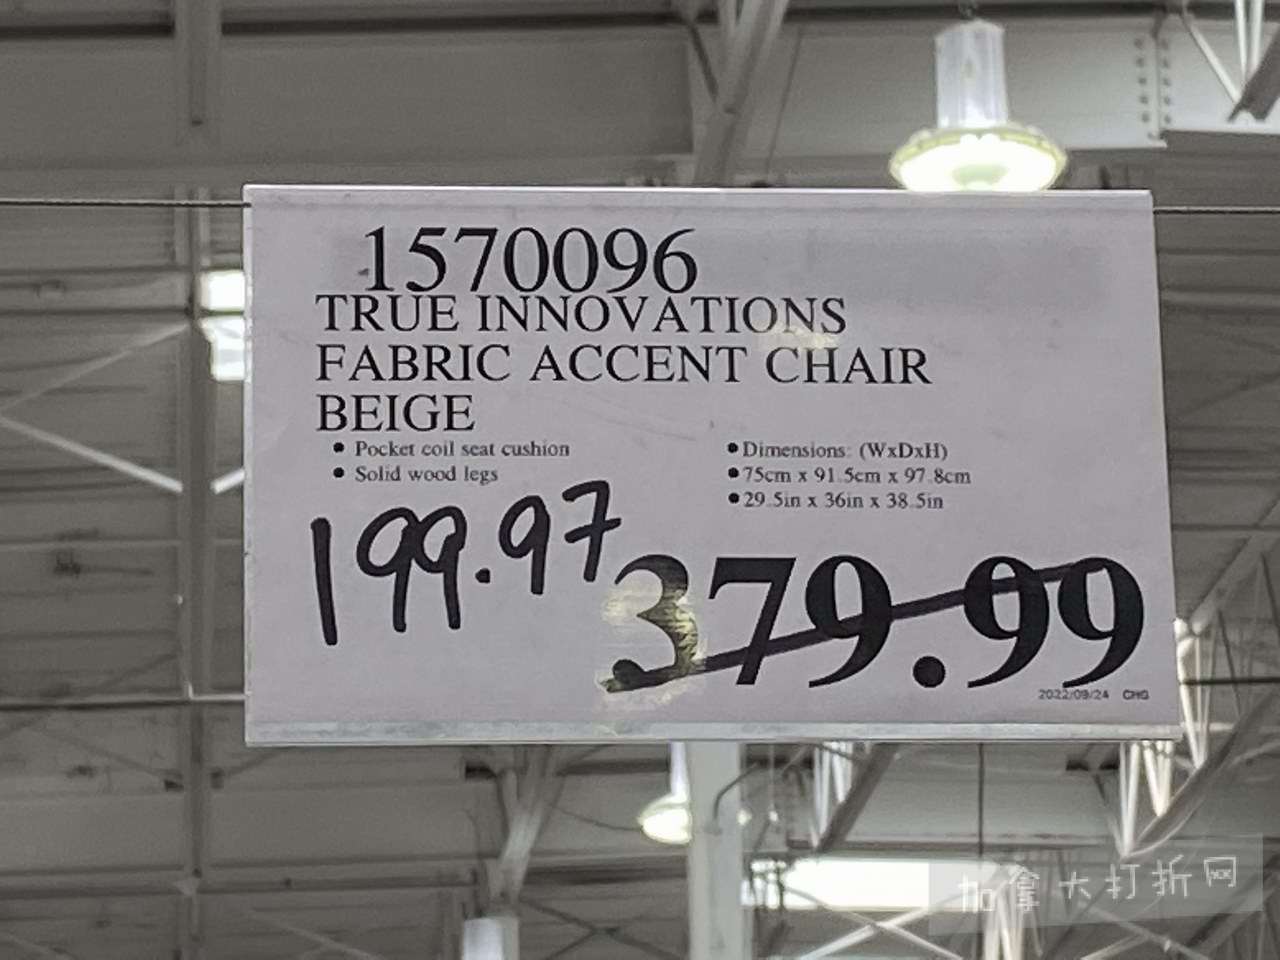 1570096
TRUE INNOVATIONS
FABRIC ACCENT CHAIR
BEIGE
• Pocket coil seat cushion
• Solid wood legs
• Dimensions: (WxDxH)
• 75cm x 91.5cm x 97.8cm
• 29.5in x 36in x 38.5in
199.97
379.99
2022/09/24 CHG
加拿大打折网